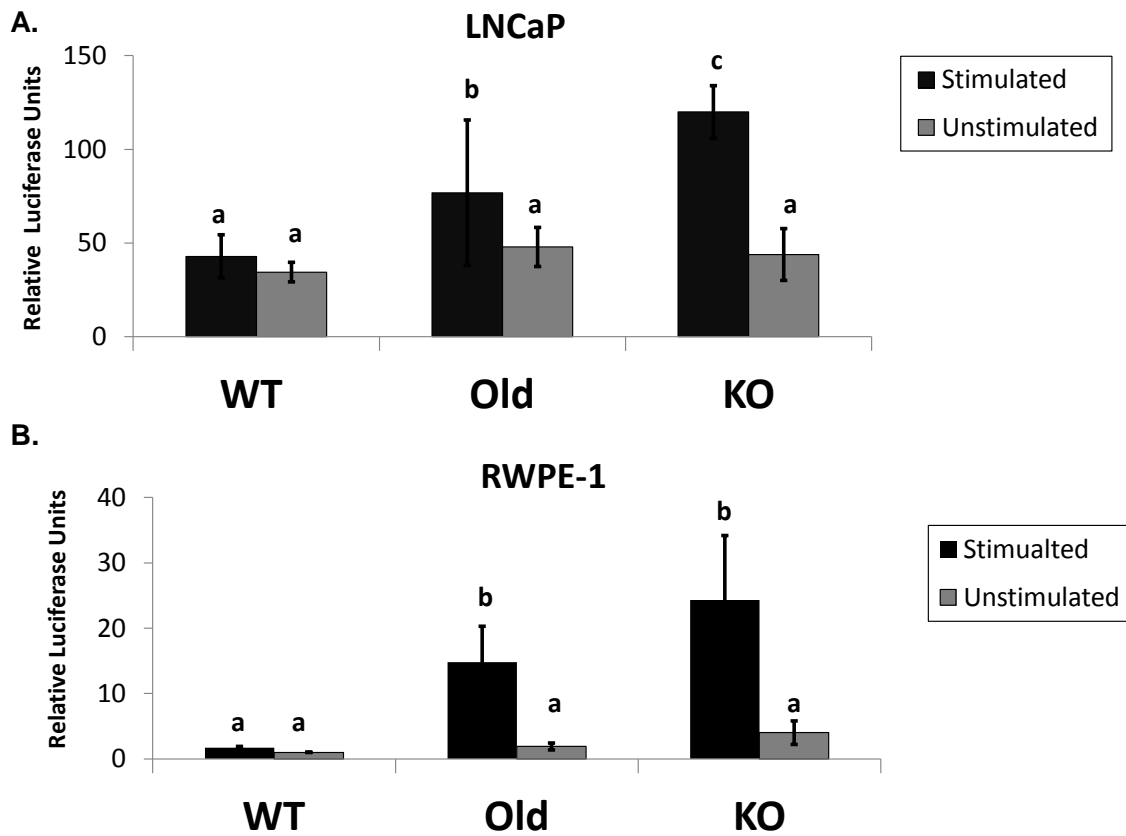 A.
LNCaP
Relative Luciferase Units
150
100
50
0
a
a
b
a
c
a
WT
Old
KO
Stimulated
Unstimulated
B.
RWPE-1
Relative Luciferase Units
40
30
20
10
0
a
a
b
a
b
a
WT
Old
KO
Stimualted
Unstimulated